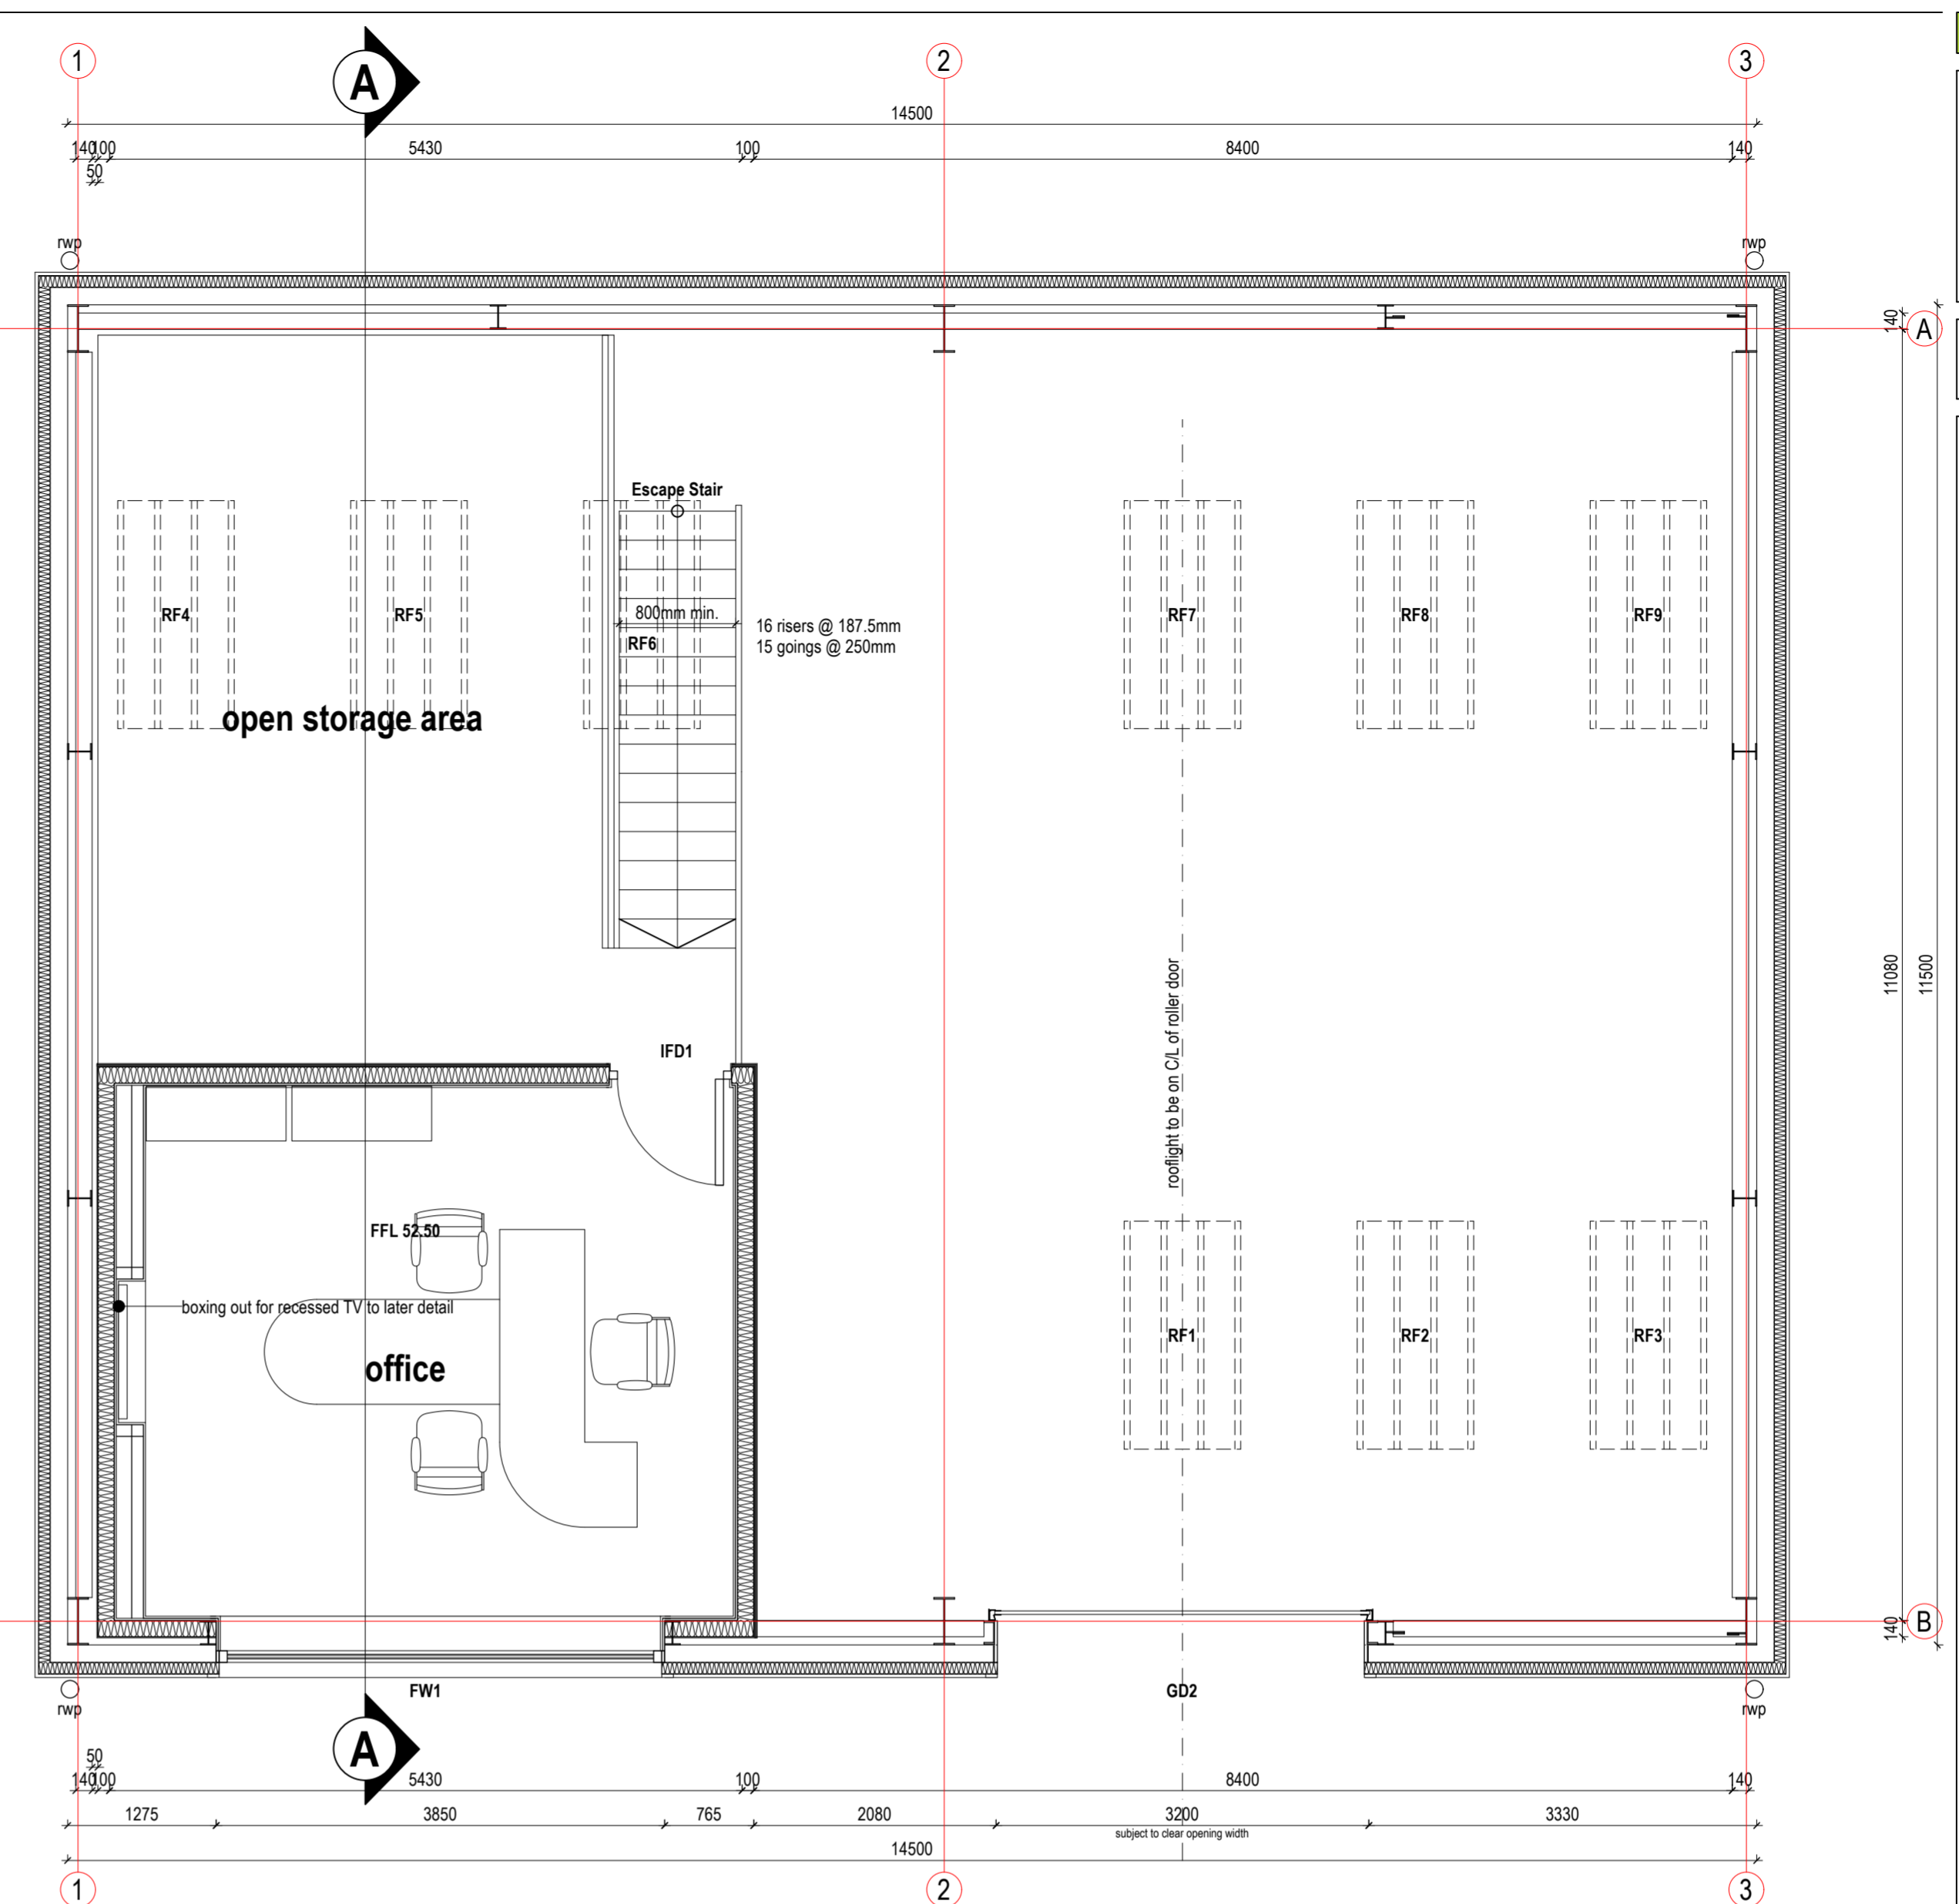 1
A
2
3
14500
140
100
5430
100
8400
140
50
rwp
rwp
140
A
Escape Stair
RF4
RF5
800mm min.
RF6
16 risers @ 187.5mm
15 goings @ 250mm
RF7
RF8
RF9
open storage area
rooflight to be on C/L of roller door
11080
11500
IFD1
FFL 52.50
boxing out for recessed TV to later detail
office
RF1
RF2
RF3
140
B
FW1
GD2
rwp
rwp
A
50
140
100
5430
100
8400
140
1275
3850
765
2080
3200
3330
subject to clear opening width
14500
1
2
3